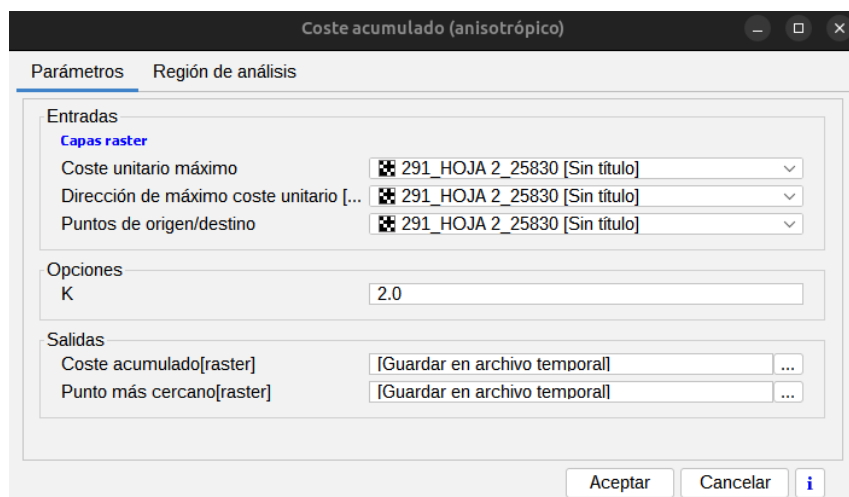 Coste acumulado (anisotrópico)
Parámetros Región de análisis
Entradas
Capas raster
Coste unitario máximo 291_HOJA 2_25830 [Sin título]
Dirección de máximo coste unitario [... 291_HOJA 2_25830 [Sin título]
Puntos de origen/destino 291_HOJA 2_25830 [Sin título]
Opciones
K 2.0
Salidas
Coste acumulado[raster] [Guardar en archivo temporal] ...
Punto más cercano[raster] [Guardar en archivo temporal] ...
Aceptar Cancelar i